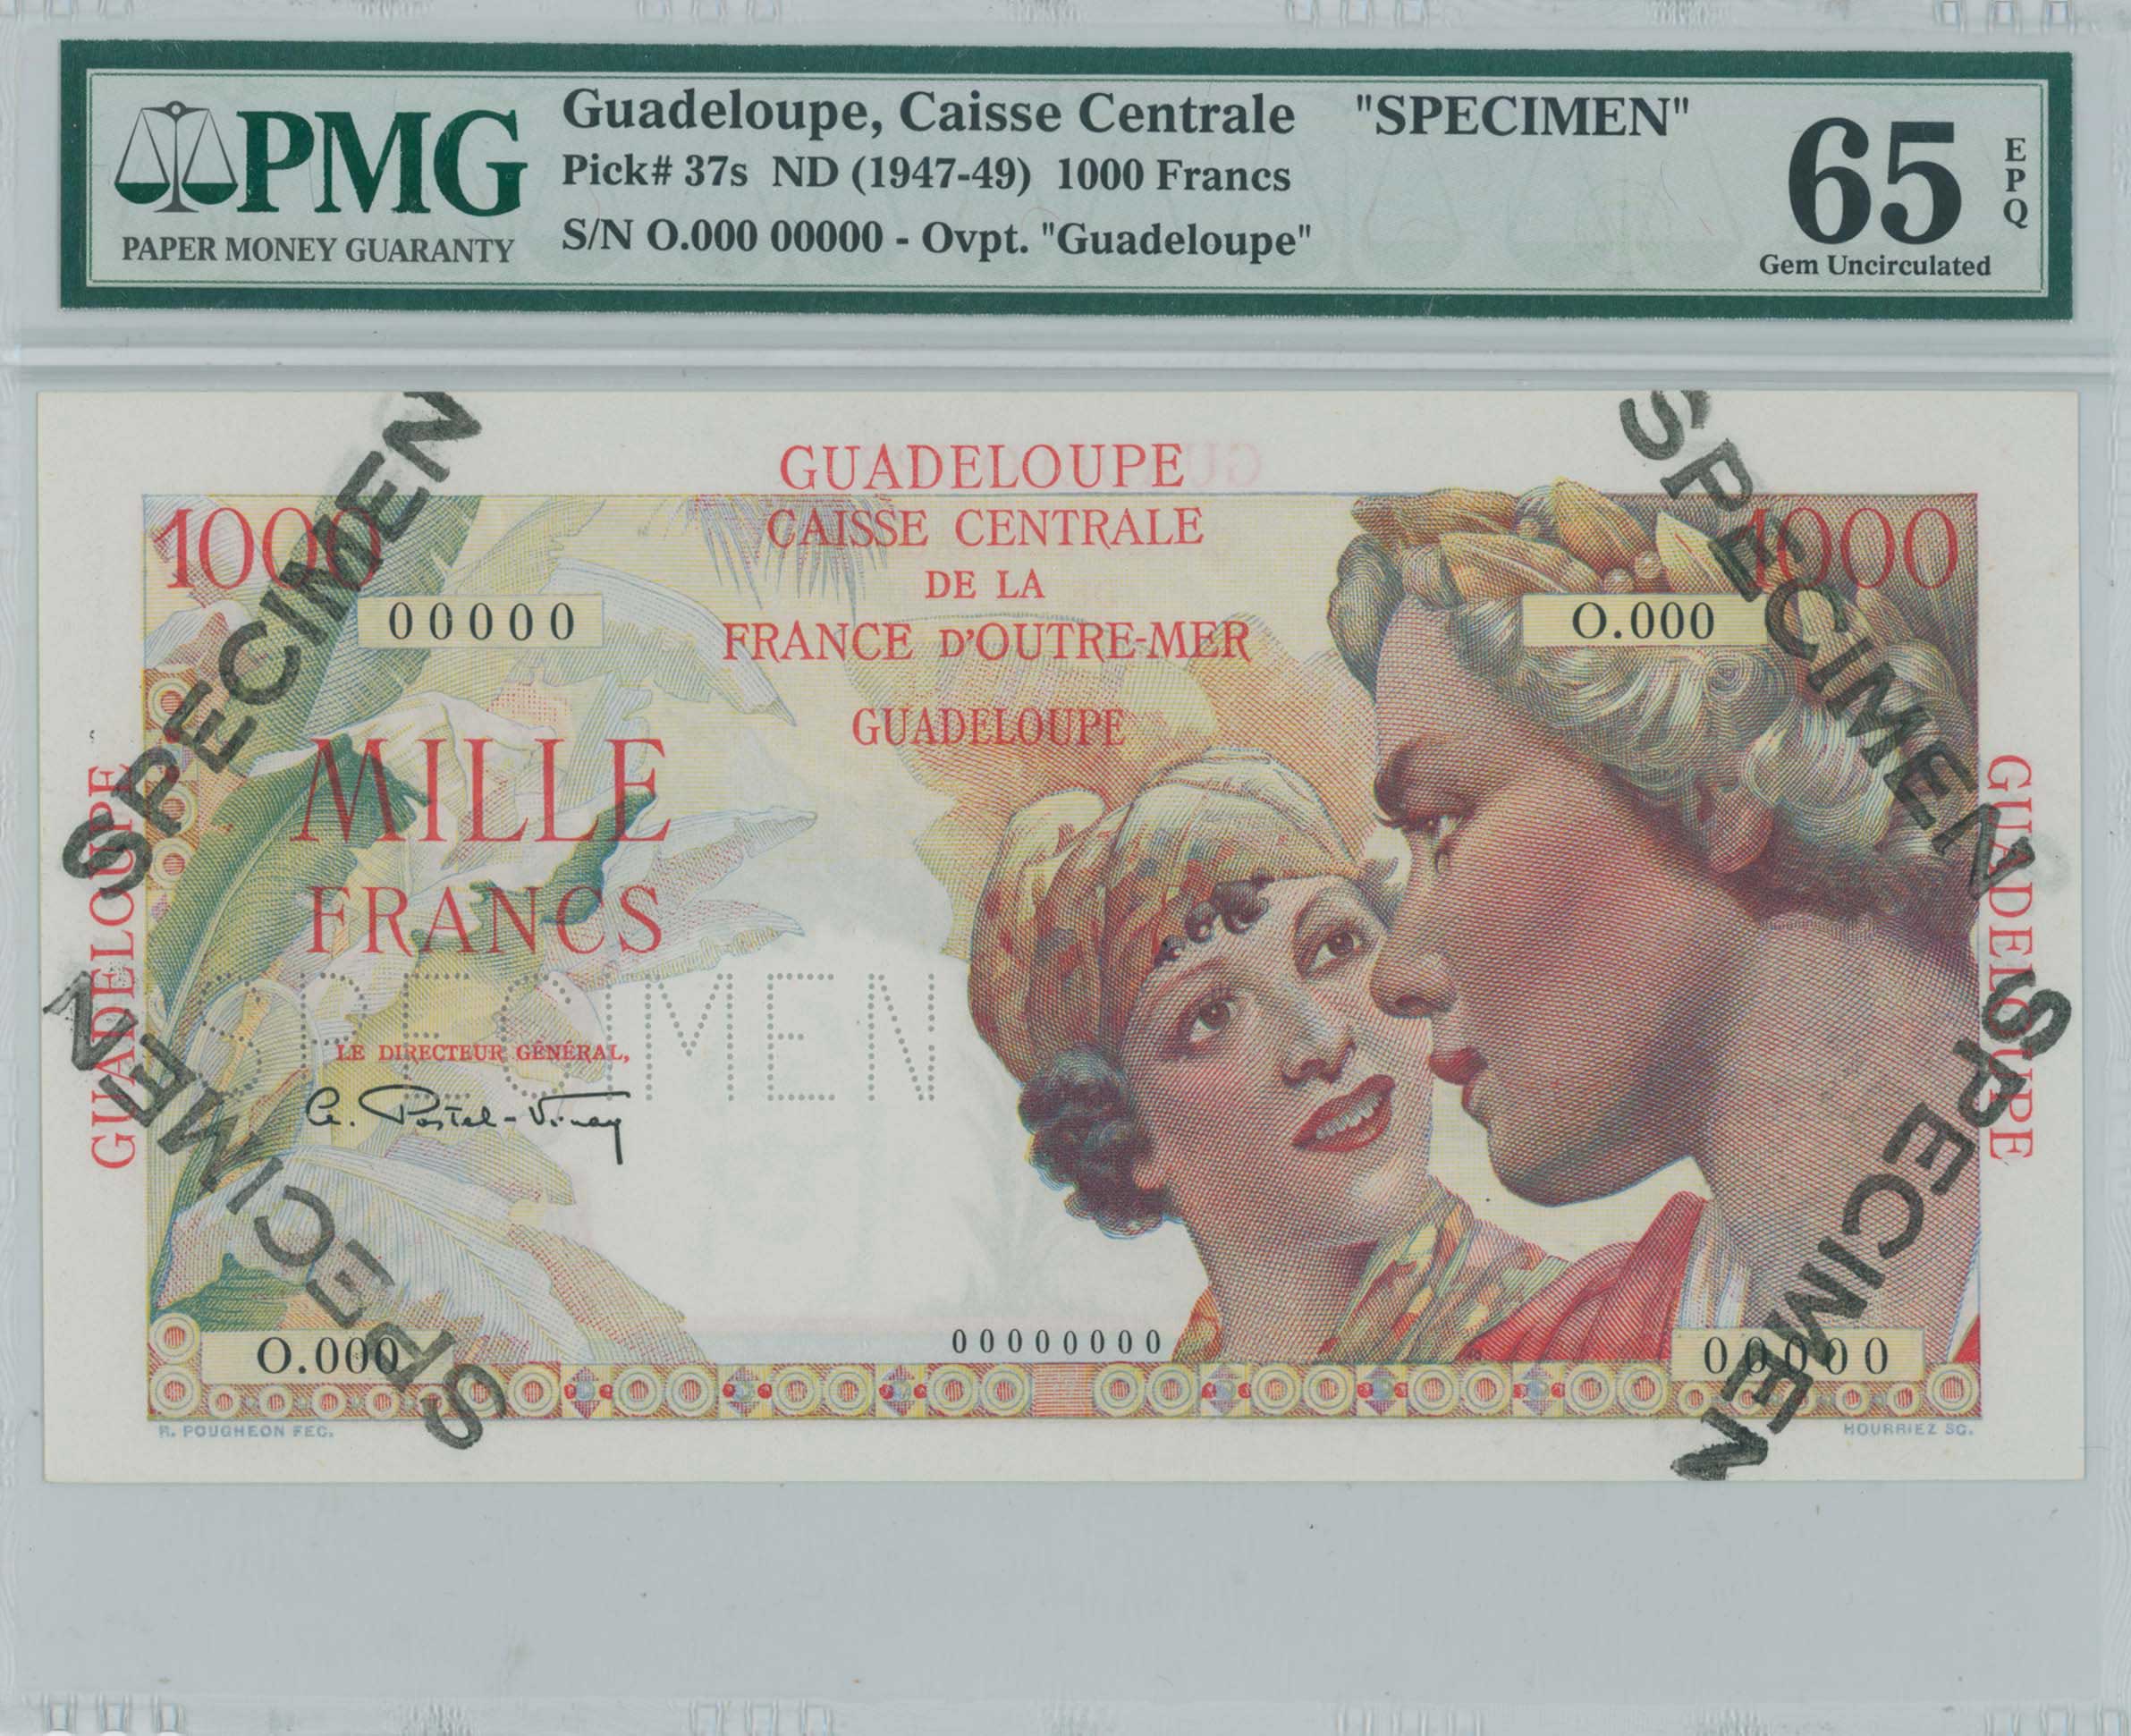 PMG
PAPER MONEY GUARANTY
Guadeloupe, Caisse Centrale "SPECIMEN"
Pick# 37s ND (1947-49) 1000 Francs
S/N O.000 00000 - Ovpt. "Guadeloupe"
65
EPQ
Gem Uncirculated
SPECIMEN
SPECIMEN
GUADELOUPE
1000
1000
CAISSE CENTRALE
DE LA
FRANCE D'OUTRE-MER
00000
O.000
GUADELOUPE
MILLE
FRANCS
GUADELOUPE
GUADELOUPE
SPECIMEN
LE DIRECTEUR GÉNÉRAL,
A. Postel-Vinay
SPECIMEN
SPECIMEN
O.000
00000000
00000
R. POUGHEON FEC.
HOURRIEZ SC.